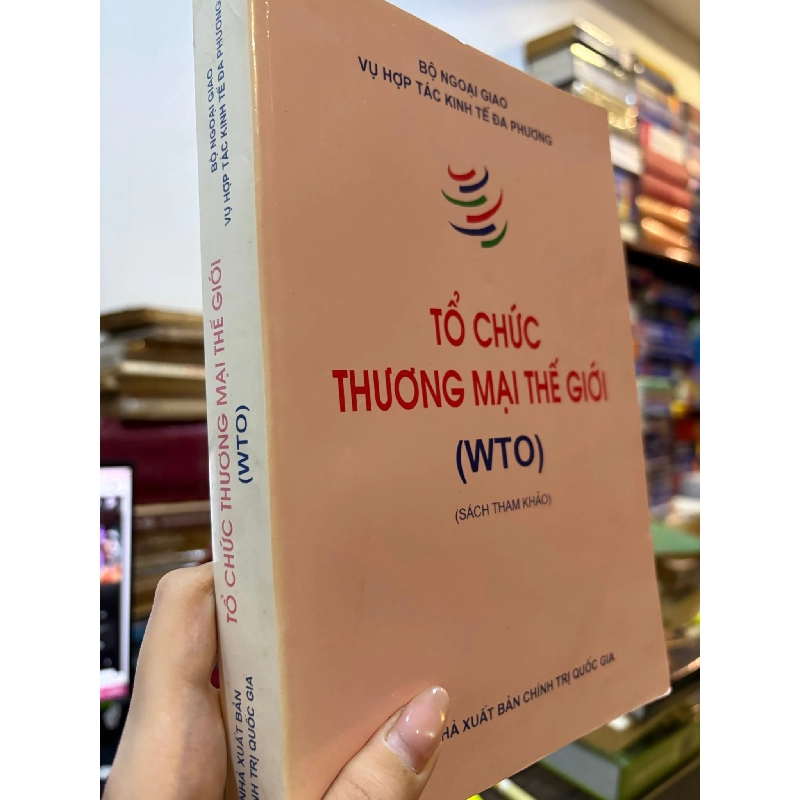 BỘ NGOẠI GIAO
VỤ HỢP TÁC KINH TẾ ĐA PHƯƠNG
TỔ CHỨC
THƯƠNG MẠI THẾ GIỚI
(WTO)
(SÁCH THAM KHẢO)
XUẤT BẢN CHÍNH TRỊ QUỐC GIA
BỘ NGOẠI GIAO
VỤ HỢP TÁC KINH TẾ ĐA PHƯƠNG
TỔ CHỨC THƯƠNG MẠI THẾ GIỚI
(WTO)
NHÀ XUẤT BẢN
TRỊ QUỐC GIA